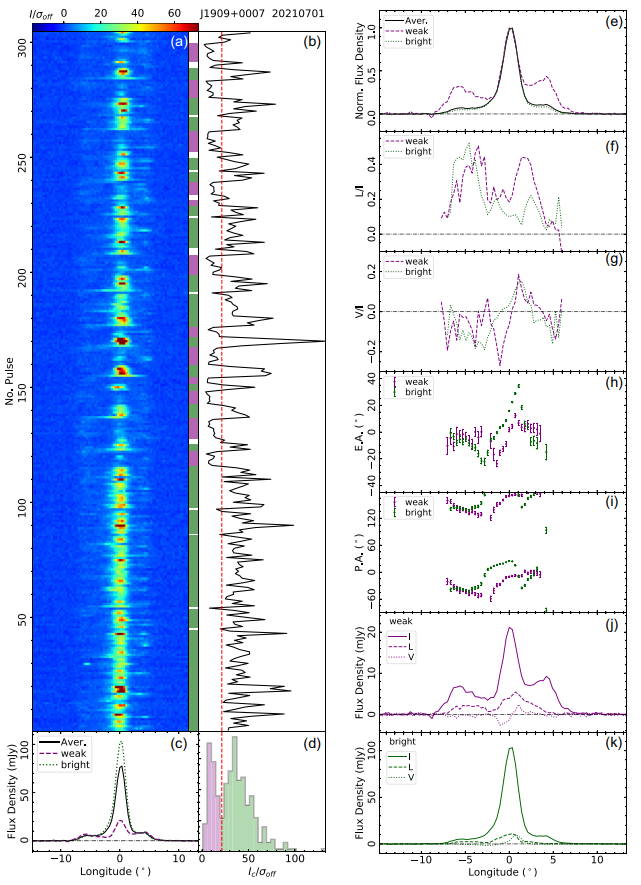 I/σoff 0 20 40 60 J1909+0007 20210701
(a)
(b)
300
250
200
150
100
50
No. Pulse
(c)
Aver.
weak
bright
100
50
0
Flux Density (mJy)
−10 0 10
Longitude (°)
(d)
0 50 100
Ic/σoff
(e)
Aver.
weak
bright
1.0
0.5
0.0
Norm. Flux Density
(f)
weak
bright
0.4
0.2
0.0
L/I
(g)
weak
bright
0.2
0.0
−0.2
V/I
(h)
weak
bright
40
20
0
−20
−40
E.A. (°)
(i)
weak
bright
120
60
0
−60
P.A. (°)
(j)
weak
I
L
V
20
10
0
Flux Density (mJy)
(k)
bright
I
L
V
100
50
0
Flux Density (mJy)
−10 −5 0 5 10
Longitude (°)